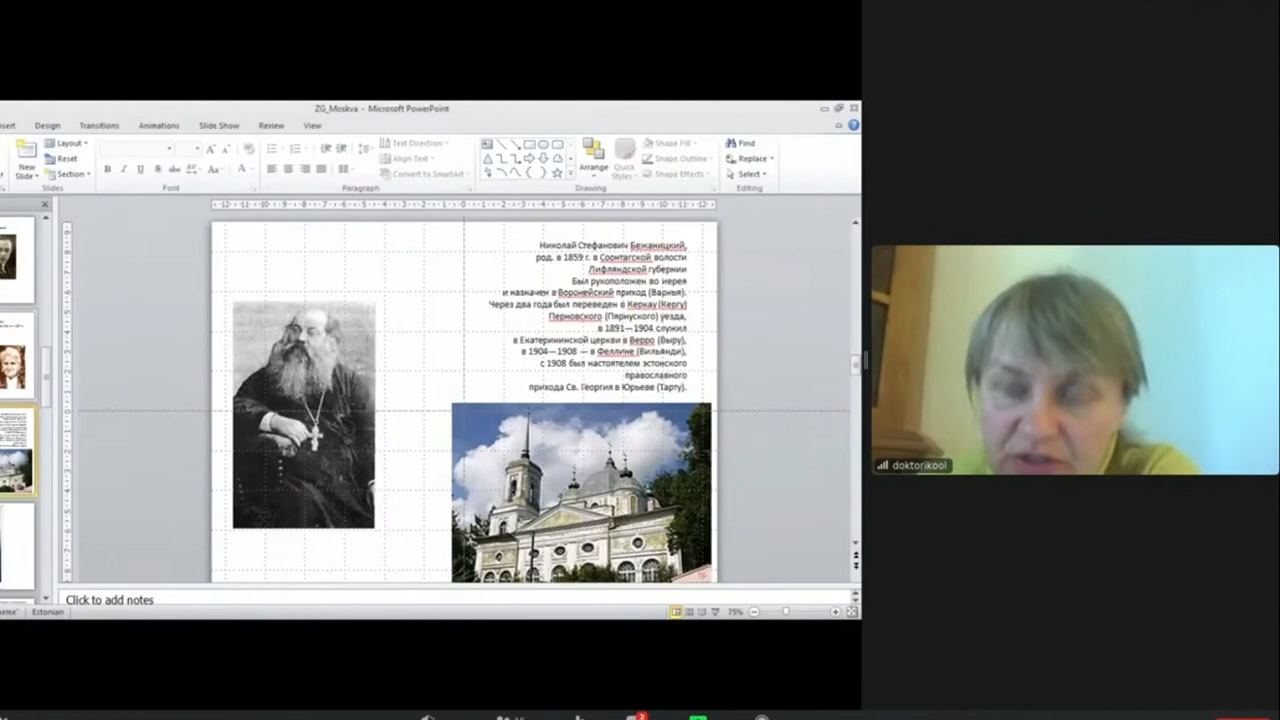 ZG_Moskva - Microsoft PowerPoint
nsert Design Transitions Animations Slide Show Review View
Layout
Reset
Section
New
Slide
Slides
Font
Text Direction
Align Text
Convert to SmartArt
Paragraph
Arrange
Quick
Styles
Shape Fill
Shape Outline
Shape Effects
Drawing
Find
Replace
Select
Editing
Николай Стефанович Бежаницкий,
род. в 1859 г. в Соонтагской волости
Лифляндской губернии
Был рукоположен во иерея
и назначен в Воронейский приход (Варнья).
Через два года был переведен в Керкау (Кергу)
Перновского (Пярнуского) уезда,
в 1891—1904 служил
в Екатерининской церкви в Верро (Выру),
в 1904—1908 — в Феллине (Вильянди),
с 1908 был настоятелем эстонского
православного
прихода Св. Георгия в Юрьеве (Тарту).
Click to add notes
Estonian
75%
doktorikool